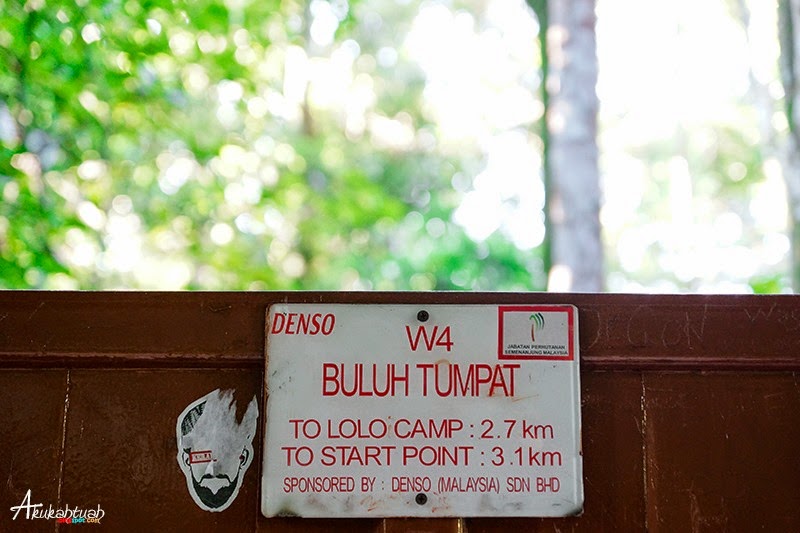 DENSO
W4
JABATAN PERHUTANAN
SEMENANJUNG MALAYSIA
BULUH TUMPAT
TO LOLO CAMP : 2.7 km
TO START POINT : 3.1 km
SPONSORED BY : DENSO (MALAYSIA) SDN BHD
Akukahtuah